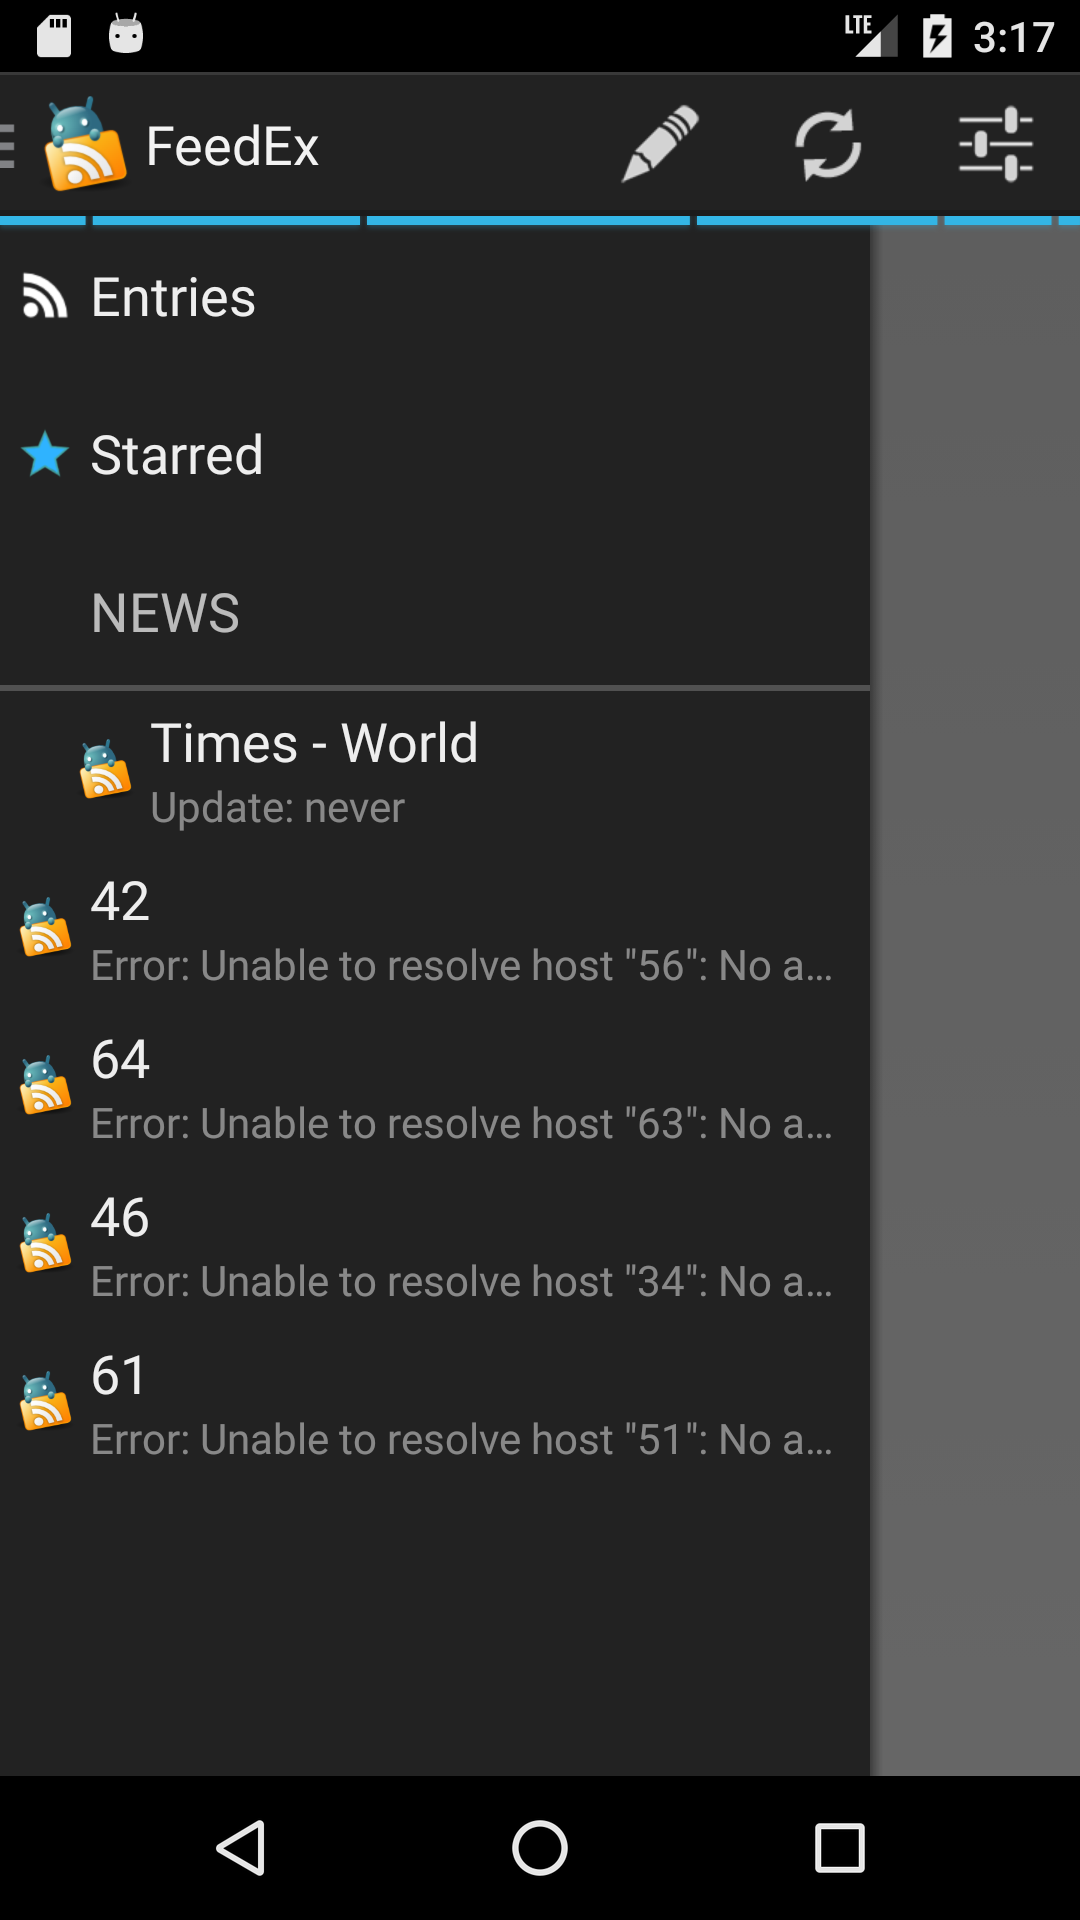 LTE 3:17
FeedEx
Entries
Starred
NEWS
Times - World
Update: never
42
Error: Unable to resolve host "56": No a...
64
Error: Unable to resolve host "63": No a...
46
Error: Unable to resolve host "34": No a...
61
Error: Unable to resolve host "51": No a...